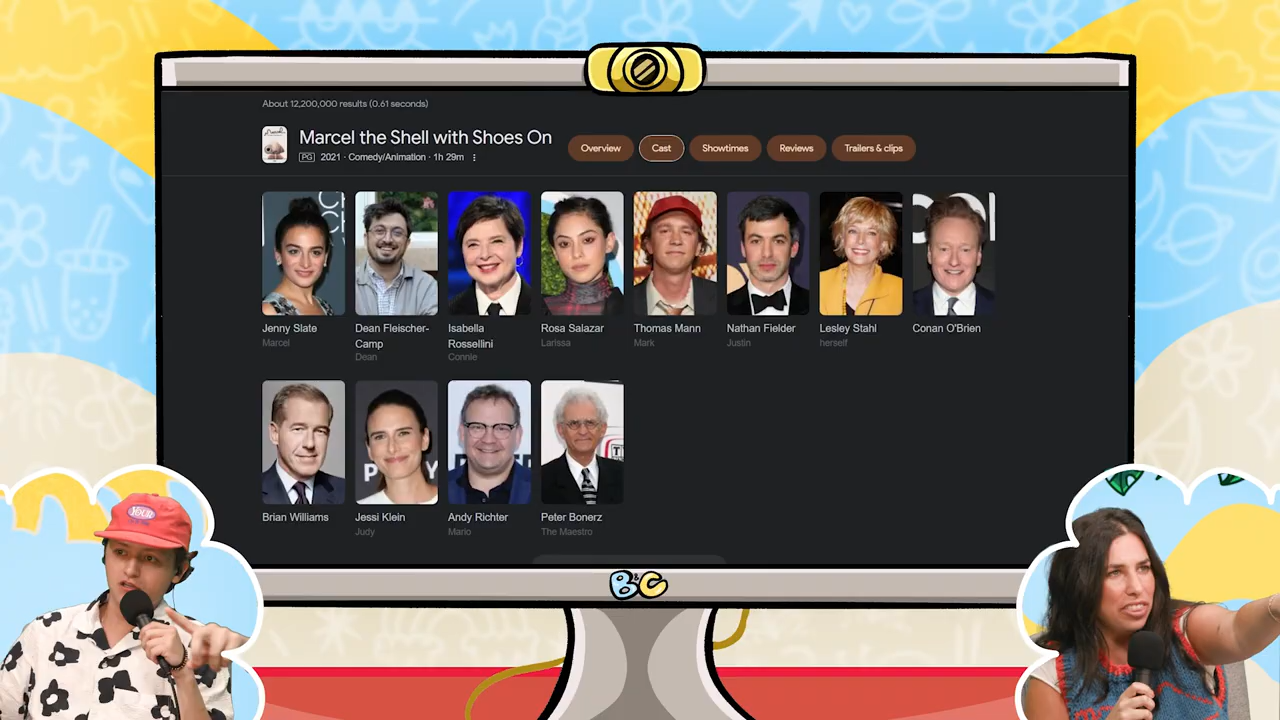 About 12,200,000 results (0.61 seconds)
Marcel the Shell with Shoes On
PG 2021 · Comedy/Animation · 1h 29m
Overview
Cast
Showtimes
Reviews
Trailers & clips
Jenny Slate
Marcel
Dean Fleischer-
Camp
Dean
Isabella
Rossellini
Connie
Rosa Salazar
Larissa
Thomas Mann
Mark
Nathan Fielder
Justin
Lesley Stahl
herself
Conan O'Brien
Brian Williams
Jessi Klein
Judy
Andy Richter
Mario
Peter Bonerz
The Maestro
B&C
YOUR